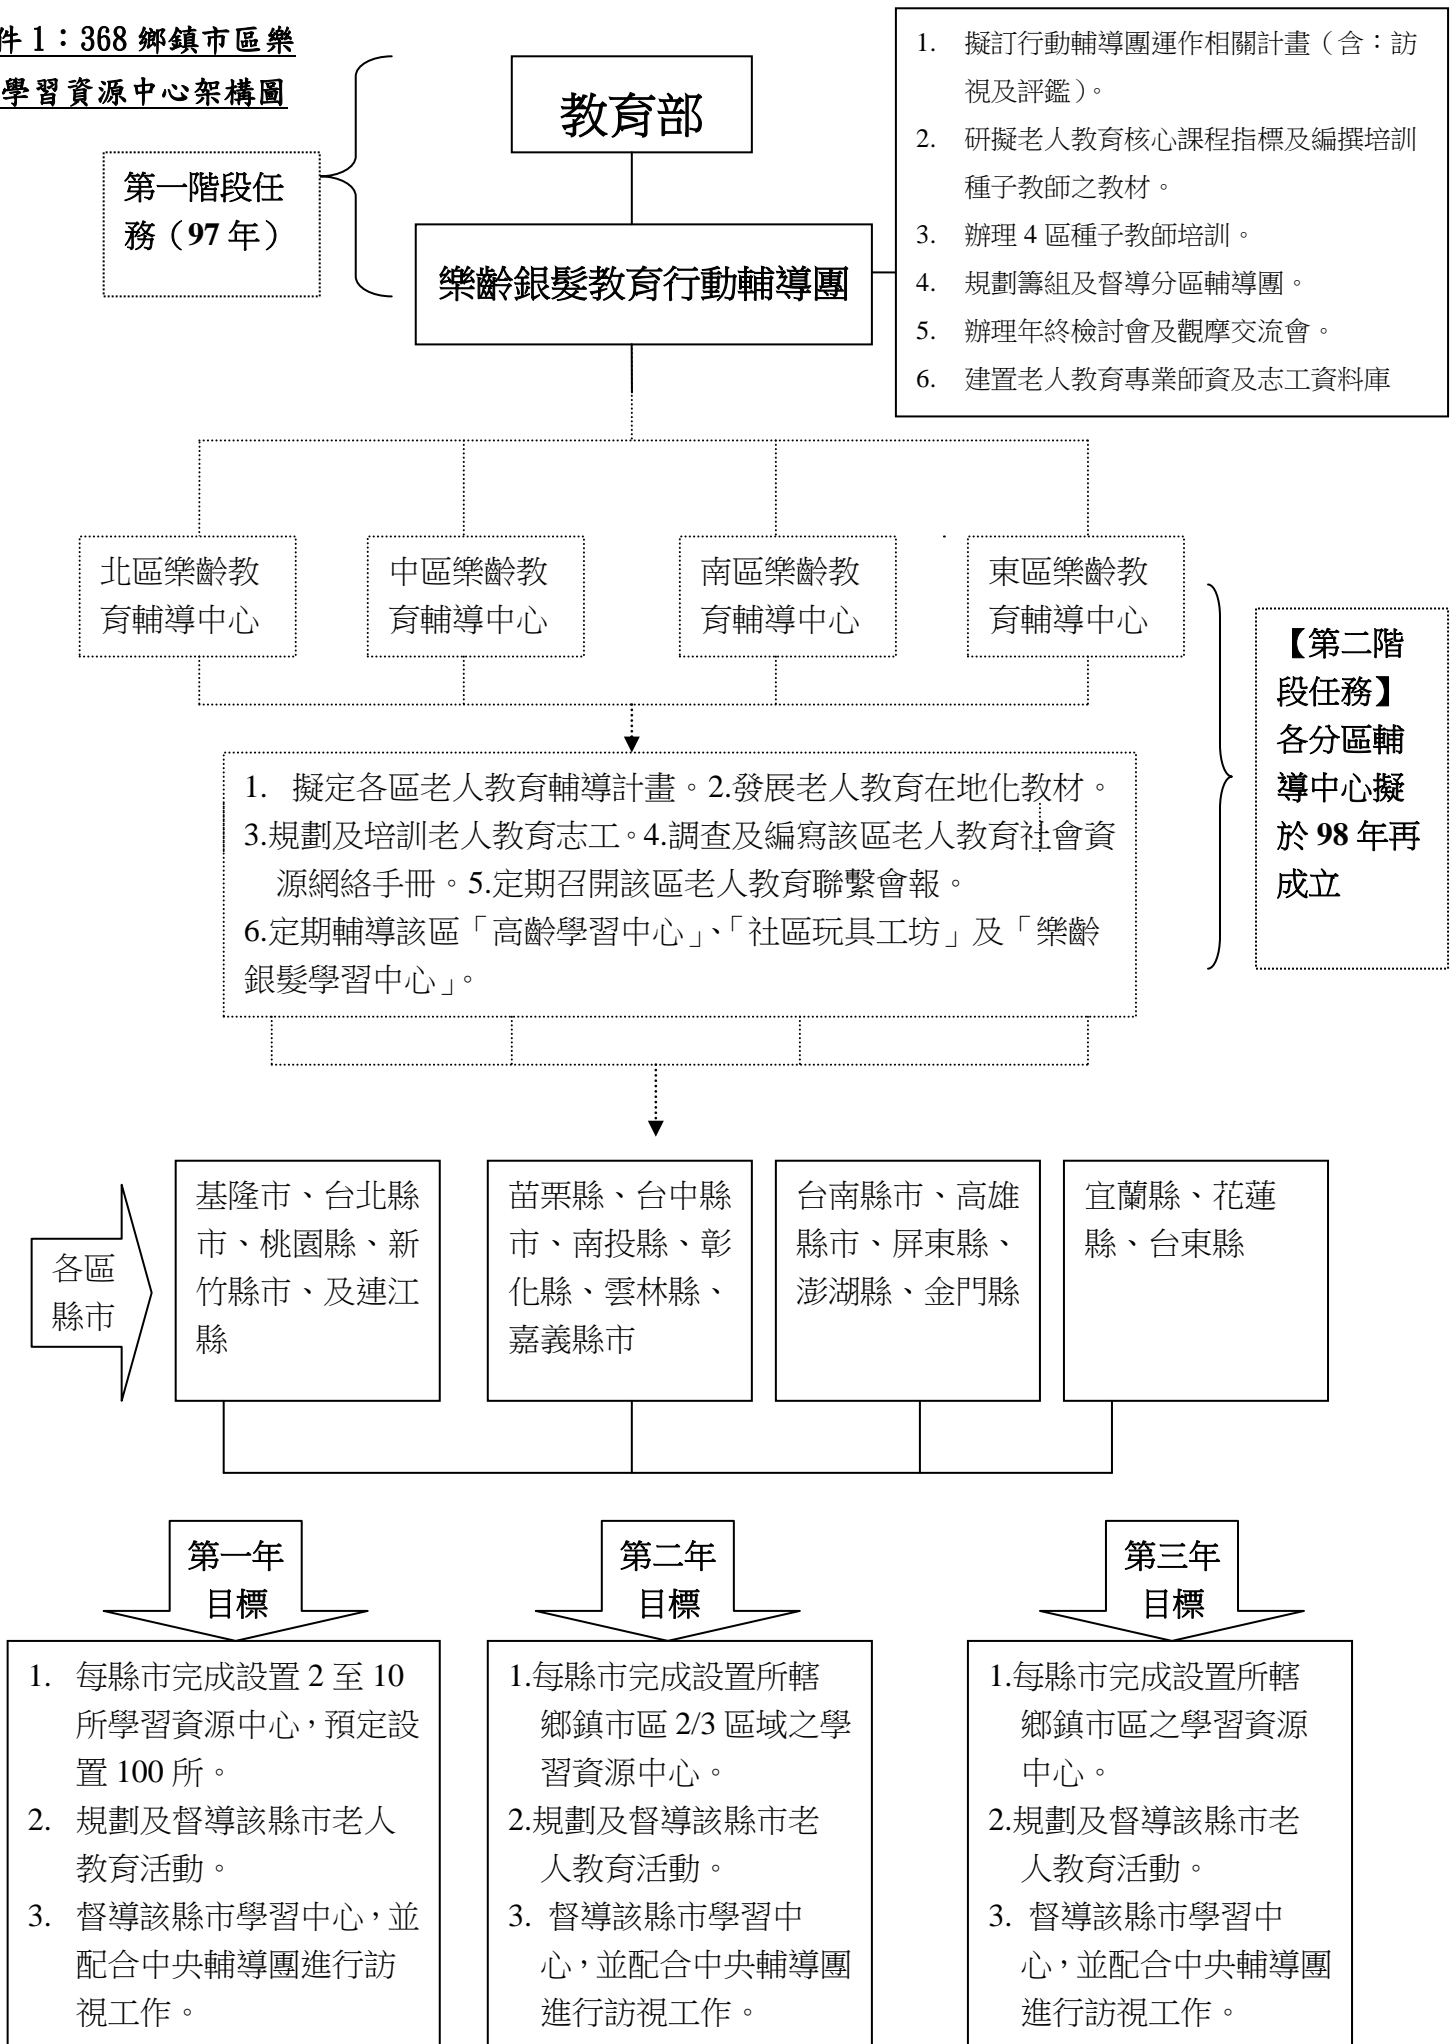 件 1：368 鄉鎮市區樂
學習資源中心架構圖
教育部
第一階段任
務（97 年）
樂齡銀髮教育行動輔導團
1. 擬訂行動輔導團運作相關計畫（含：訪
視及評鑑）。
2. 研擬老人教育核心課程指標及編撰培訓
種子教師之教材。
3. 辦理 4 區種子教師培訓。
4. 規劃籌組及督導分區輔導團。
5. 辦理年終檢討會及觀摩交流會。
6. 建置老人教育專業師資及志工資料庫
北區樂齡教
育輔導中心
中區樂齡教
育輔導中心
南區樂齡教
育輔導中心
東區樂齡教
育輔導中心
【第二階
段任務】
各分區輔
導中心擬
於 98 年再
成立
1. 擬定各區老人教育輔導計畫。2.發展老人教育在地化教材。
3.規劃及培訓老人教育志工。4.調查及編寫該區老人教育社會資
源網絡手冊。5.定期召開該區老人教育聯繫會報。
6.定期輔導該區「高齡學習中心」、「社區玩具工坊」及「樂齡
銀髮學習中心」。
各區
縣市
基隆市、台北縣
市、桃園縣、新
竹縣市、及連江
縣
苗栗縣、台中縣
市、南投縣、彰
化縣、雲林縣、
嘉義縣市
台南縣市、高雄
縣市、屏東縣、
澎湖縣、金門縣
宜蘭縣、花蓮
縣、台東縣
第一年
目標
第二年
目標
第三年
目標
1. 每縣市完成設置 2 至 10
所學習資源中心，預定設
置 100 所。
2. 規劃及督導該縣市老人
教育活動。
3. 督導該縣市學習中心，並
配合中央輔導團進行訪
視工作。
1.每縣市完成設置所轄
鄉鎮市區 2/3 區域之學
習資源中心。
2.規劃及督導該縣市老
人教育活動。
3. 督導該縣市學習中
心，並配合中央輔導團
進行訪視工作。
1.每縣市完成設置所轄
鄉鎮市區之學習資源
中心。
2.規劃及督導該縣市老
人教育活動。
3. 督導該縣市學習中
心，並配合中央輔導團
進行訪視工作。